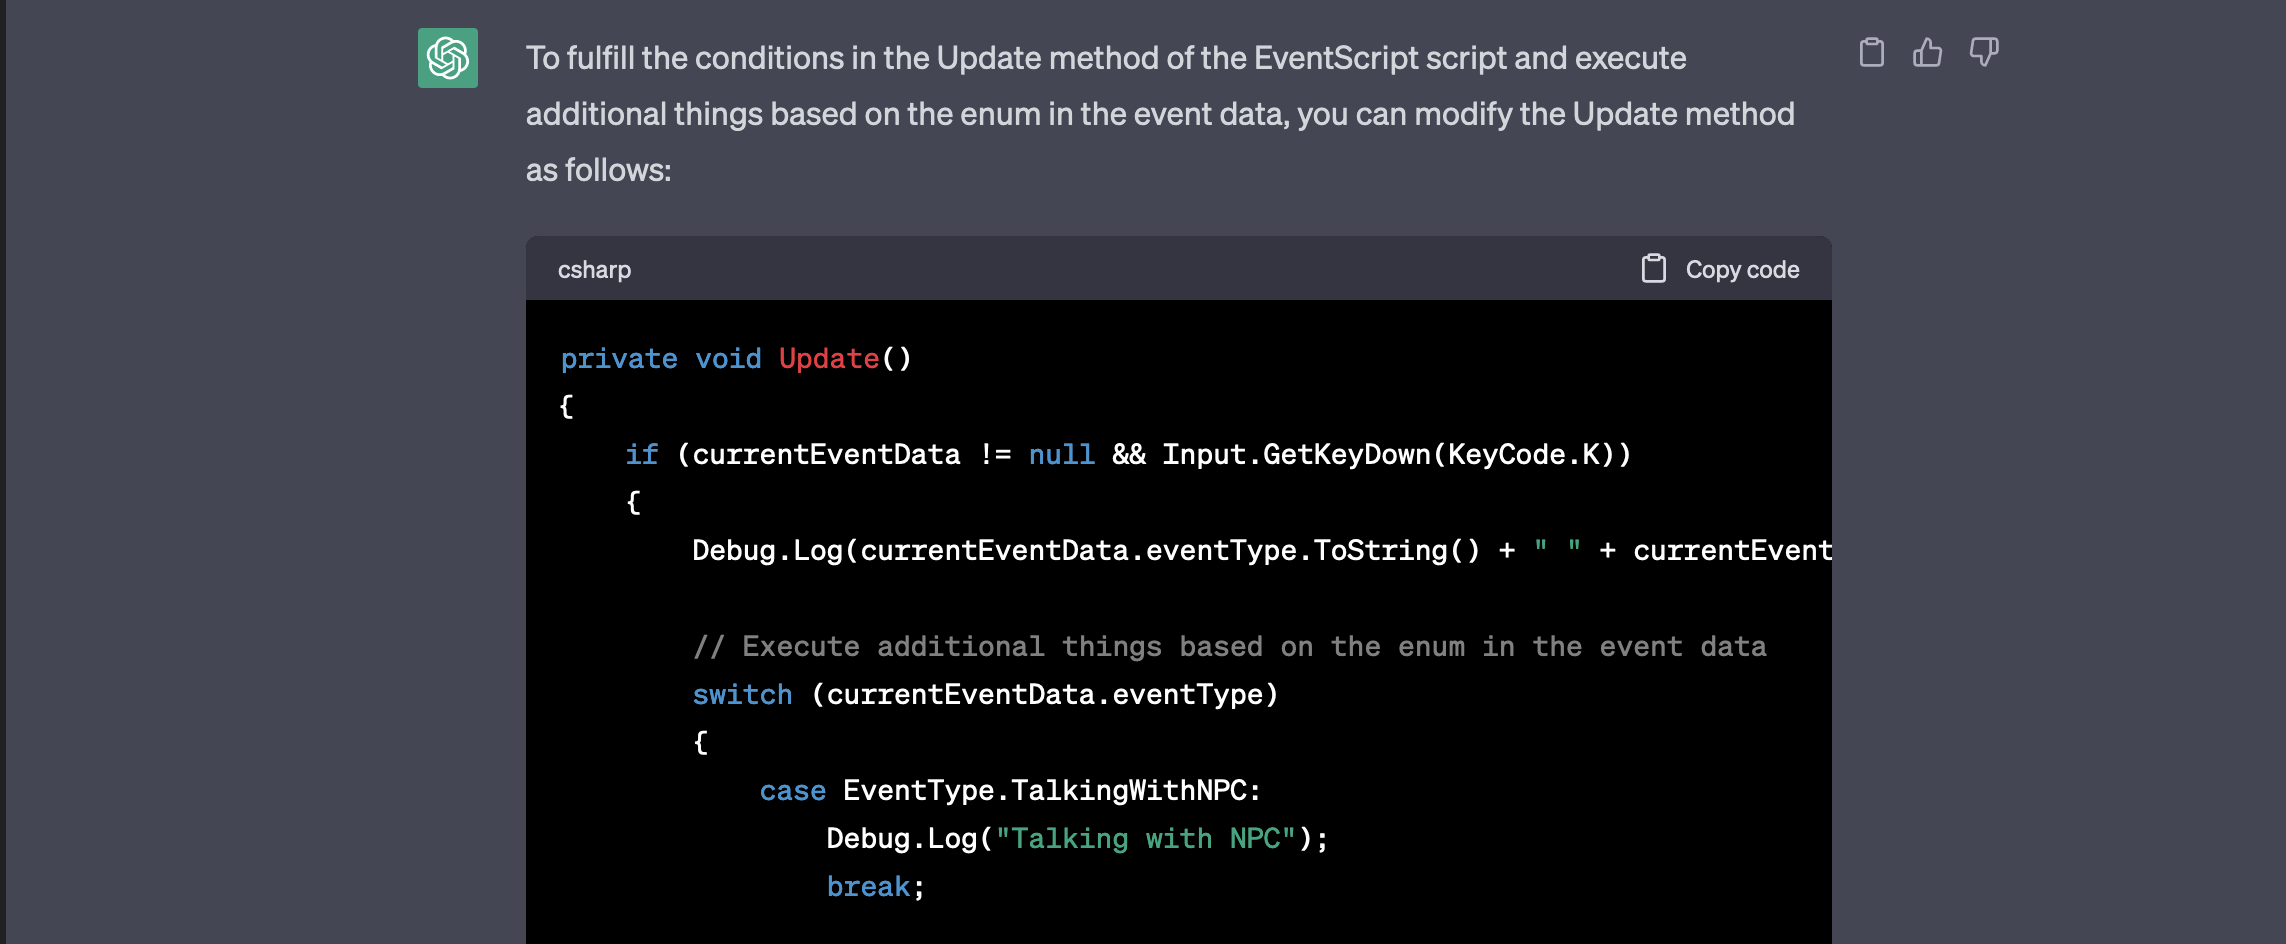 To fulfill the conditions in the Update method of the EventScript script and execute
additional things based on the enum in the event data, you can modify the Update method
as follows:
csharp
Copy code
private void Update()
{
    if (currentEventData != null && Input.GetKeyDown(KeyCode.K))
    {
        Debug.Log(currentEventData.eventType.ToString() + " " + currentEvent
        // Execute additional things based on the enum in the event data
        switch (currentEventData.eventType)
        {
            case EventType.TalkingWithNPC:
                Debug.Log("Talking with NPC");
                break;